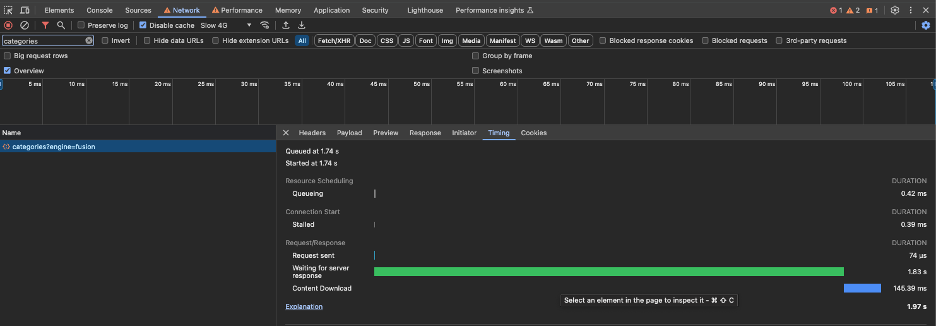 Elements Console Sources Network Performance Memory Application Security Lighthouse Performance insights 1 2 1
Preserve log Disable cache Slow 4G
categories Invert Hide data URLs Hide extension URLs All Fetch/XHR Doc CSS JS Font Img Media Manifest WS Wasm Other Blocked response cookies Blocked requests 3rd-party requests
Big request rows Group by frame
Overview Screenshots
5 ms 10 ms 15 ms 20 ms 25 ms 30 ms 35 ms 40 ms 45 ms 50 ms 55 ms 60 ms 65 ms 70 ms 75 ms 80 ms 85 ms 90 ms 95 ms 100 ms 105 ms
Name Headers Payload Preview Response Initiator Timing Cookies
categories?engine=fusion
Queued at 1.74 s
Started at 1.74 s
Resource Scheduling DURATION
Queueing 0.42 ms
Connection Start DURATION
Stalled 0.39 ms
Request/Response DURATION
Request sent 74 μs
Waiting for server
response 1.83 s
Content Download 145.39 ms
Select an element in the page to inspect it - ⌘ ⇧ C
Explanation 1.97 s